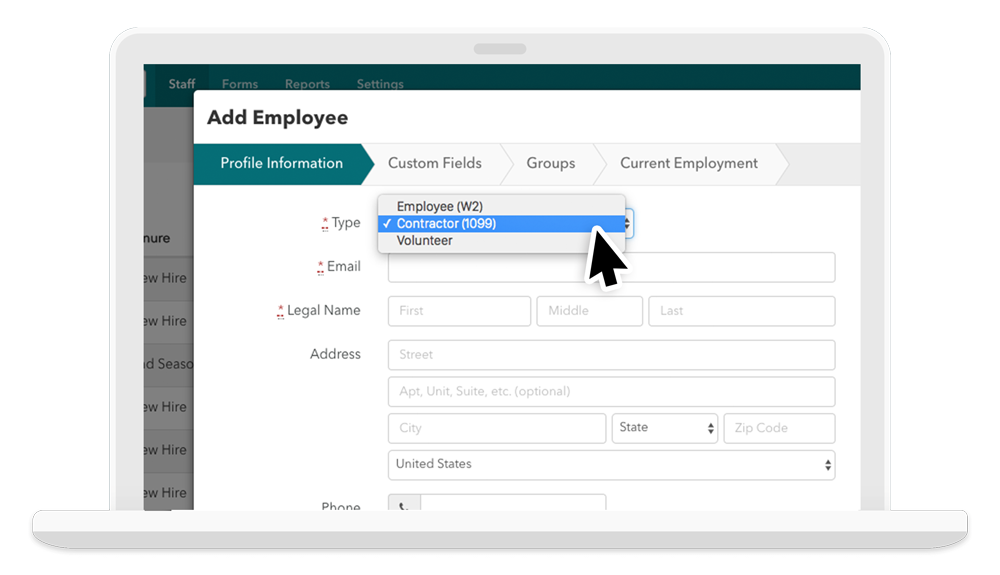 Staff Forms Reports Settings
Add Employee
Profile Information Custom Fields Groups Current Employment
Employee (W2)
* Type ✓ Contractor (1099)
Volunteer
* Email
* Legal Name First Middle Last
Address Street
Apt, Unit, Suite, etc. (optional)
City State Zip Code
United States
Phone
nure
ew Hire
ew Hire
nd Seaso
ew Hire
ew Hire
ew Hire